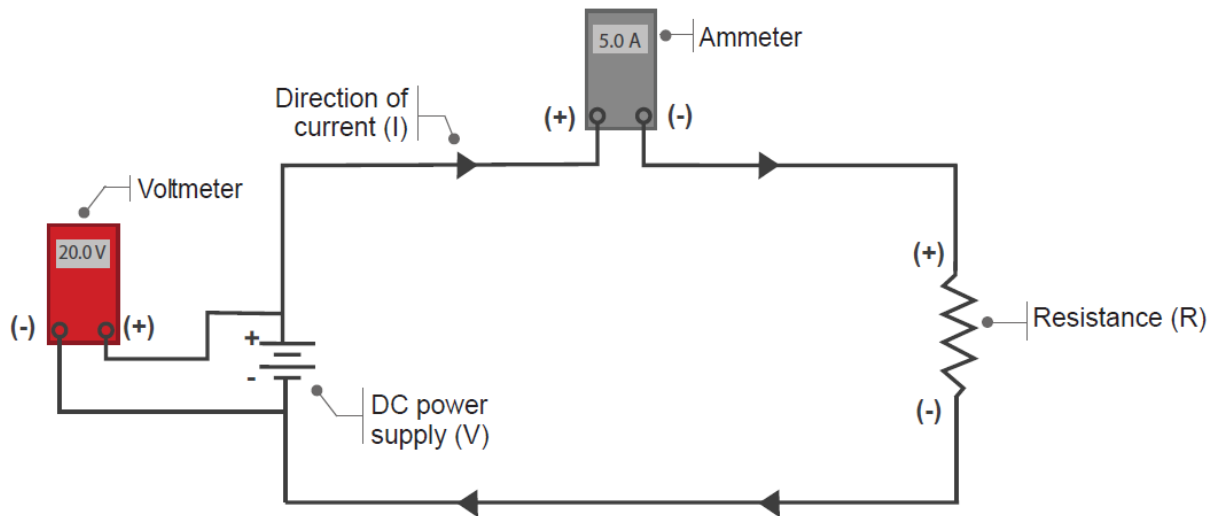 5.0 A
Ammeter
(+)
(-)
Direction of
current (I)
Voltmeter
20.0 V
(-)
(+)
+
-
DC power
supply (V)
(+)
Resistance (R)
(-)